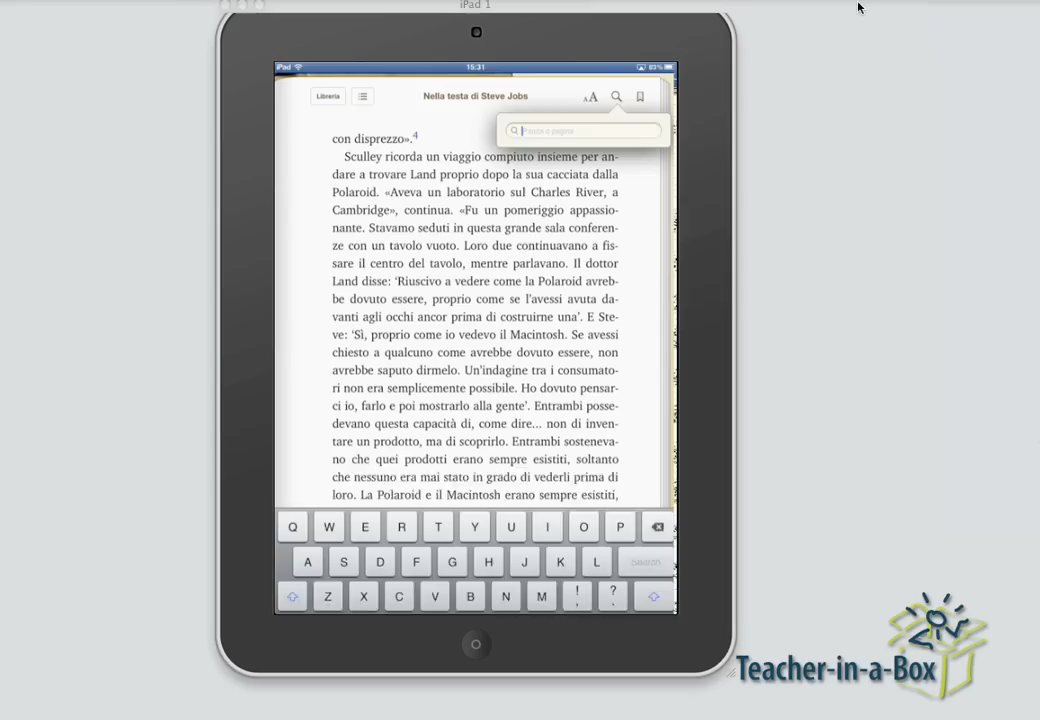 iPad 1
iPad 15:31 83%
Libreria Nella testa di Steve Jobs AA
Parola o pagina
con disprezzo».4
Sculley ricorda un viaggio compiuto insieme per an-
dare a trovare Land proprio dopo la sua cacciata dalla
Polaroid. «Aveva un laboratorio sul Charles River, a
Cambridge», continua. «Fu un pomeriggio appassio-
nante. Stavamo seduti in questa grande sala conferen-
ze con un tavolo vuoto. Loro due continuavano a fis-
sare il centro del tavolo, mentre parlavano. Il dottor
Land disse: ‘Riuscivo a vedere come la Polaroid avreb-
be dovuto essere, proprio come se l'avessi avuta da-
vanti agli occhi ancor prima di costruirne una’. E Ste-
ve: ‘Sì, proprio come io vedevo il Macintosh. Se avessi
chiesto a qualcuno come avrebbe dovuto essere, non
avrebbe saputo dirmelo. Un'indagine tra i consumato-
ri non era semplicemente possibile. Ho dovuto pensar-
ci io, farlo e poi mostrarlo alla gente’. Entrambi posse-
devano questa capacità di, come dire... non di inven-
tare un prodotto, ma di scoprirlo. Entrambi sosteneva-
no che quei prodotti erano sempre esistiti, soltanto
che nessuno era mai stato in grado di vederli prima di
loro. La Polaroid e il Macintosh erano sempre esistiti,
Q W E R T Y U I O P
A S D F G H J K L Search
Z X C V B N M ! , ? .
Teacher-in-a-Box